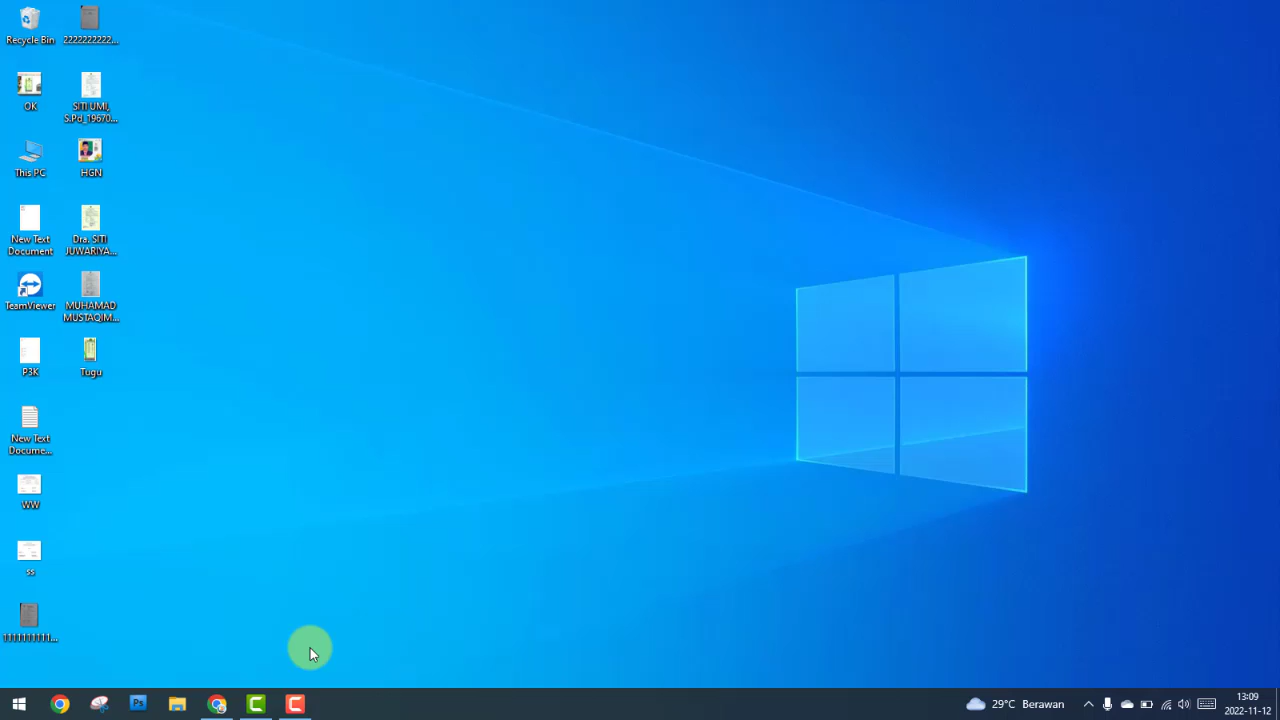 Recycle Bin
2222222222...
OK
SITI UMI,
S.Pd_19670...
This PC
HGN
New Text
Document
Dra. SITI
JUWARIYA...
TeamViewer
MUHAMAD
MUSTAQIM...
P3K
Tugu
New Text
Docume...
WW
ss
1111111111...
Ps
29°C Berawan
13:09
2022-11-12